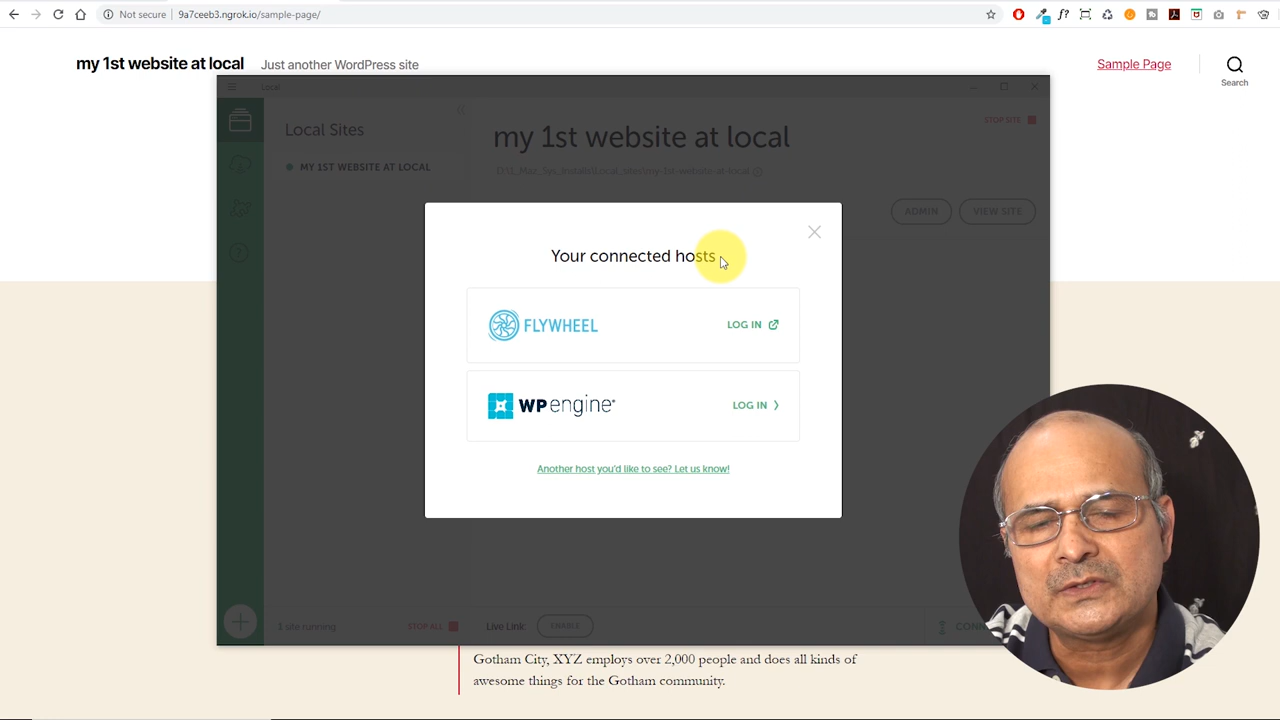 Not secure
9a7ceeb3.ngrok.io/sample-page/
my 1st website at local
Just another WordPress site
Sample Page
Search
Local
Local Sites
MY 1ST WEBSITE AT LOCAL
my 1st website at local
STOP SITE
ADMIN
VIEW SITE
Your connected hosts
FLYWHEEL
LOG IN
WP engine
LOG IN
Another host you'd like to see? Let us know!
1 site running
STOP ALL
Live Link:
ENABLE
Gotham City, XYZ employs over 2,000 people and does all kinds of
awesome things for the Gotham community.